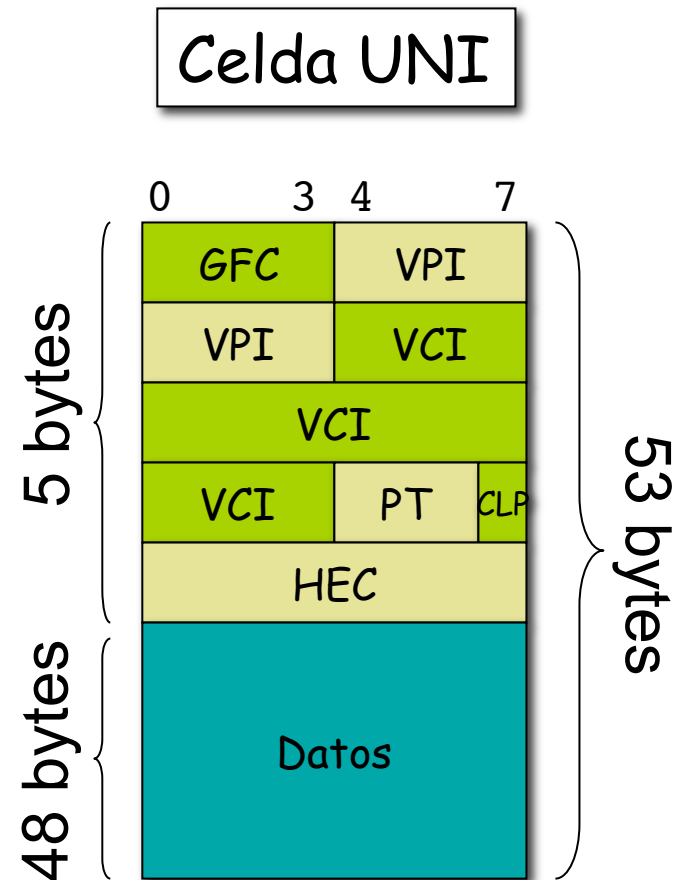 Celda UNI
0 3 4 7
GFC VPI
VPI VCI
VCI
VCI PT CLP
HEC
Datos
5 bytes
48 bytes
53 bytes